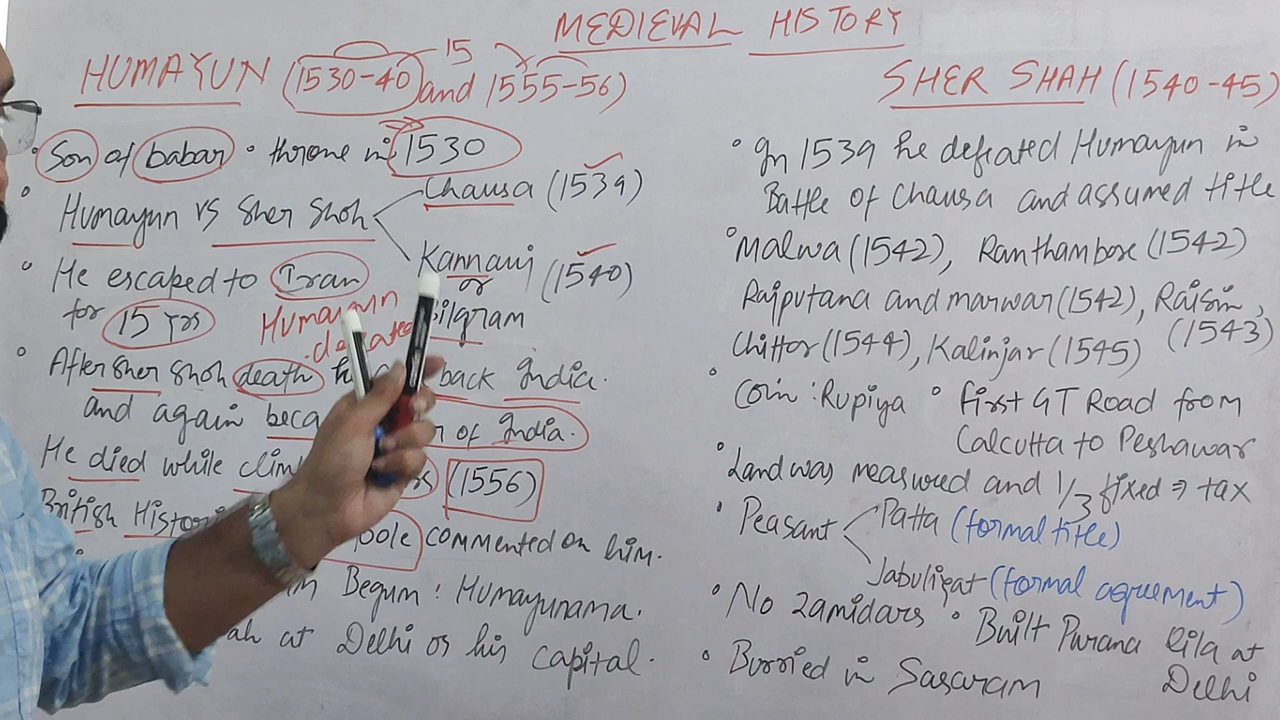 MEDIEVAL HISTORY
HUMAYUN (1530-40) and (1555-56)
15
• Son of babar • throne in 1530
• Humayun vs Sher Shah
Chausa (1539)
Kannauj or Bilgram (1540)
• He escaped to Iran
for 15 yrs
Humayun
defeated
• After Sher Shah death back India.
and again of India.
He died while (1556)
British commented on him.
Begum : Humayunama.
at Delhi as his capital.
SHER SHAH (1540-45)
• In 1539 he defeated Humayun in
Battle of Chausa and assumed title
• Malwa (1542), Ranthambore (1542)
Rajputana and marwar (1542), Raisin,
(1543)
Chittor (1544), Kalinjar (1545)
• Coin : Rupiya • first GT Road from
Calcutta to Peshawar
• Land was measured and 1/3 fixed ⇒ tax
• Peasant
Patta (formal title)
Jabuliqat (formal agreement)
• No zamidars • Built Purana Qila at
Delhi
• Burried in Sasaram